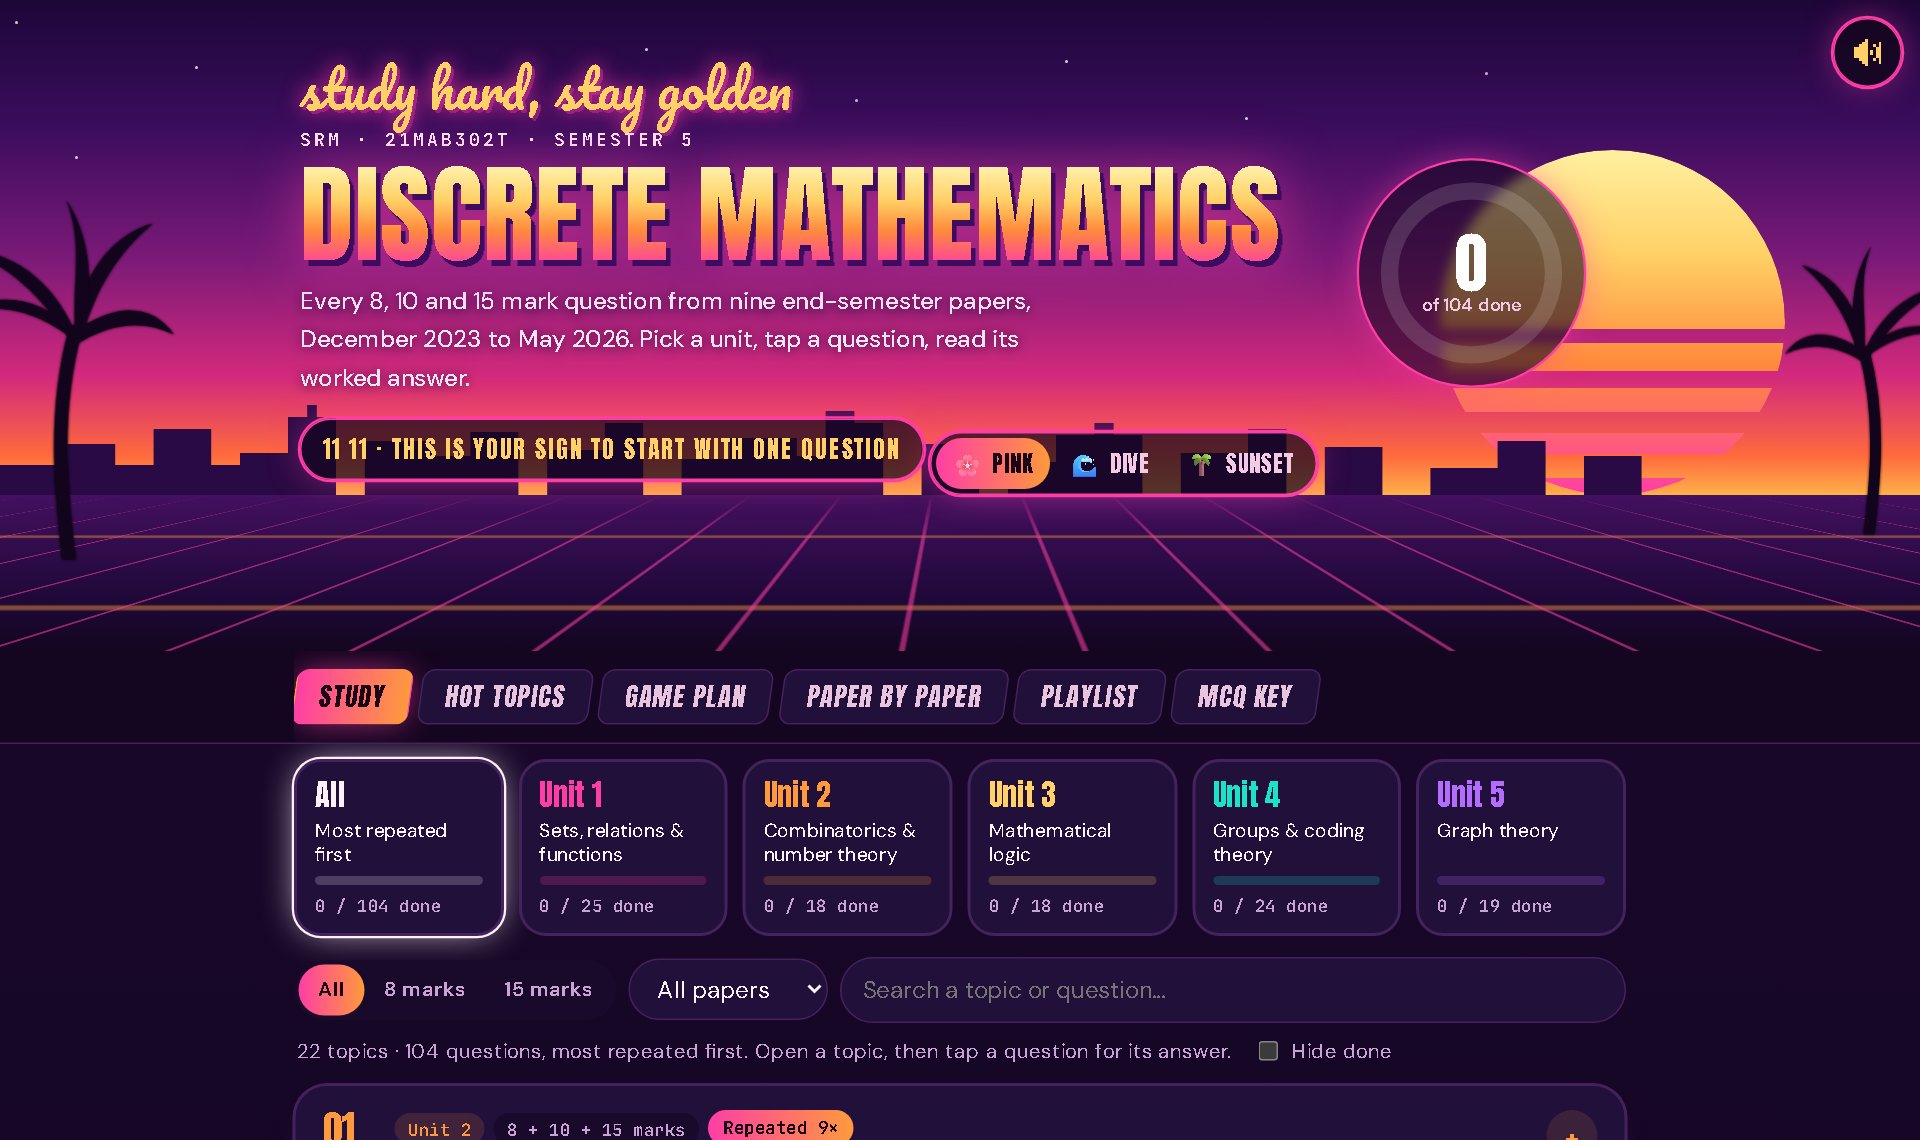 study hard, stay golden
SRM · 21MAB302T · SEMESTER 5
DISCRETE MATHEMATICS
Every 8, 10 and 15 mark question from nine end-semester papers,
December 2023 to May 2026. Pick a unit, tap a question, read its
worked answer.
0
of 104 done
11 11 · THIS IS YOUR SIGN TO START WITH ONE QUESTION
PINK
DIVE
SUNSET
STUDY
HOT TOPICS
GAME PLAN
PAPER BY PAPER
PLAYLIST
MCQ KEY
All
Most repeated
first
0 / 104 done
Unit 1
Sets, relations &
functions
0 / 25 done
Unit 2
Combinatorics &
number theory
0 / 18 done
Unit 3
Mathematical
logic
0 / 18 done
Unit 4
Groups & coding
theory
0 / 24 done
Unit 5
Graph theory
0 / 19 done
All
8 marks
15 marks
All papers
Search a topic or question...
22 topics · 104 questions, most repeated first. Open a topic, then tap a question for its answer.
Hide done
01
Unit 2
8 + 10 + 15 marks
Repeated 9×
+